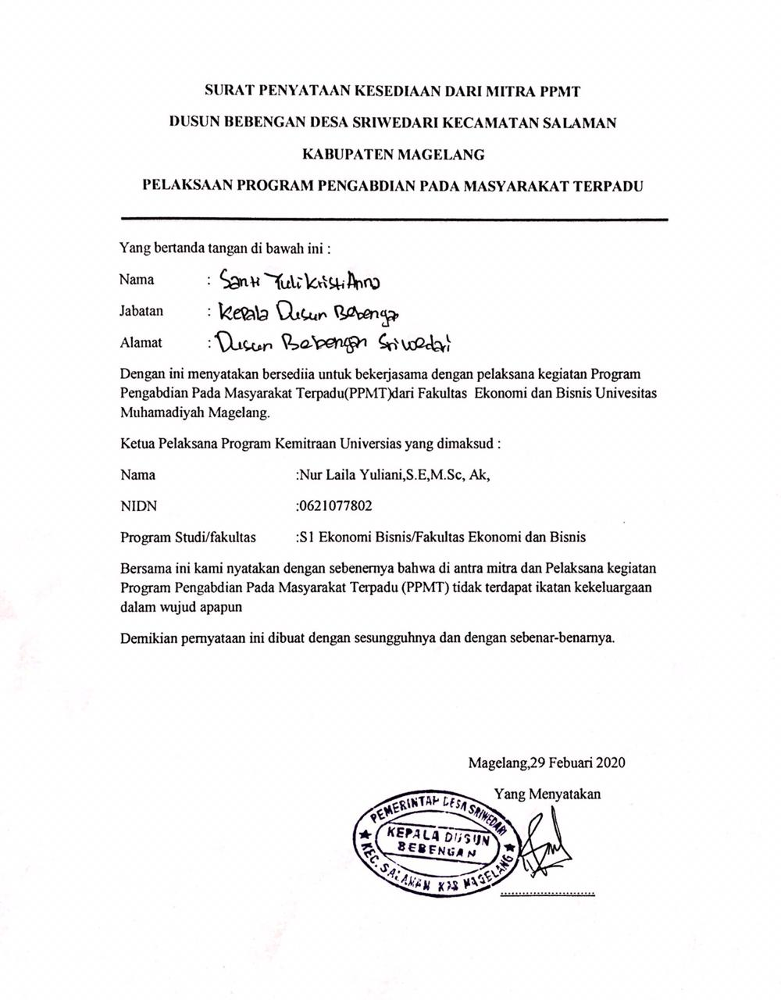 SURAT PENYATAAN KESEDIAAN DARI MITRA PPMT
DUSUN BEBENGAN DESA SRIWEDARI KECAMATAN SALAMAN
KABUPATEN MAGELANG
PELAKSAAN PROGRAM PENGABDIAN PADA MASYARAKAT TERPADU
Yang bertanda tangan di bawah ini :
Nama : Santi Yuli Kristi Anna
Jabatan : Kepala Dusun Bebengan
Alamat : Dusun Bebengan Sriwedari
Dengan ini menyatakan bersediia untuk bekerjasama dengan pelaksana kegiatan Program
Pengabdian Pada Masyarakat Terpadu(PPMT)dari Fakultas Ekonomi dan Bisnis Univesitas
Muhamadiyah Magelang.
Ketua Pelaksana Program Kemitraan Universias yang dimaksud :
Nama :Nur Laila Yuliani,S.E,M.Sc, Ak,
NIDN :0621077802
Program Studi/fakultas :S1 Ekonomi Bisnis/Fakultas Ekonomi dan Bisnis
Bersama ini kami nyatakan dengan sebenernya bahwa di antra mitra dan Pelaksana kegiatan
Program Pengabdian Pada Masyarakat Terpadu (PPMT) tidak terdapat ikatan kekeluargaan
dalam wujud apapun
Demikian pernyataan ini dibuat dengan sesungguhnya dan dengan sebenar-benarnya.
Magelang,29 Febuari 2020
Yang Menyatakan
PEMERINTAH DESA SRIWEDARI
KEPALA DUSUN
BEBENGAN
KEC. SALAMAN KAB MAGELANG